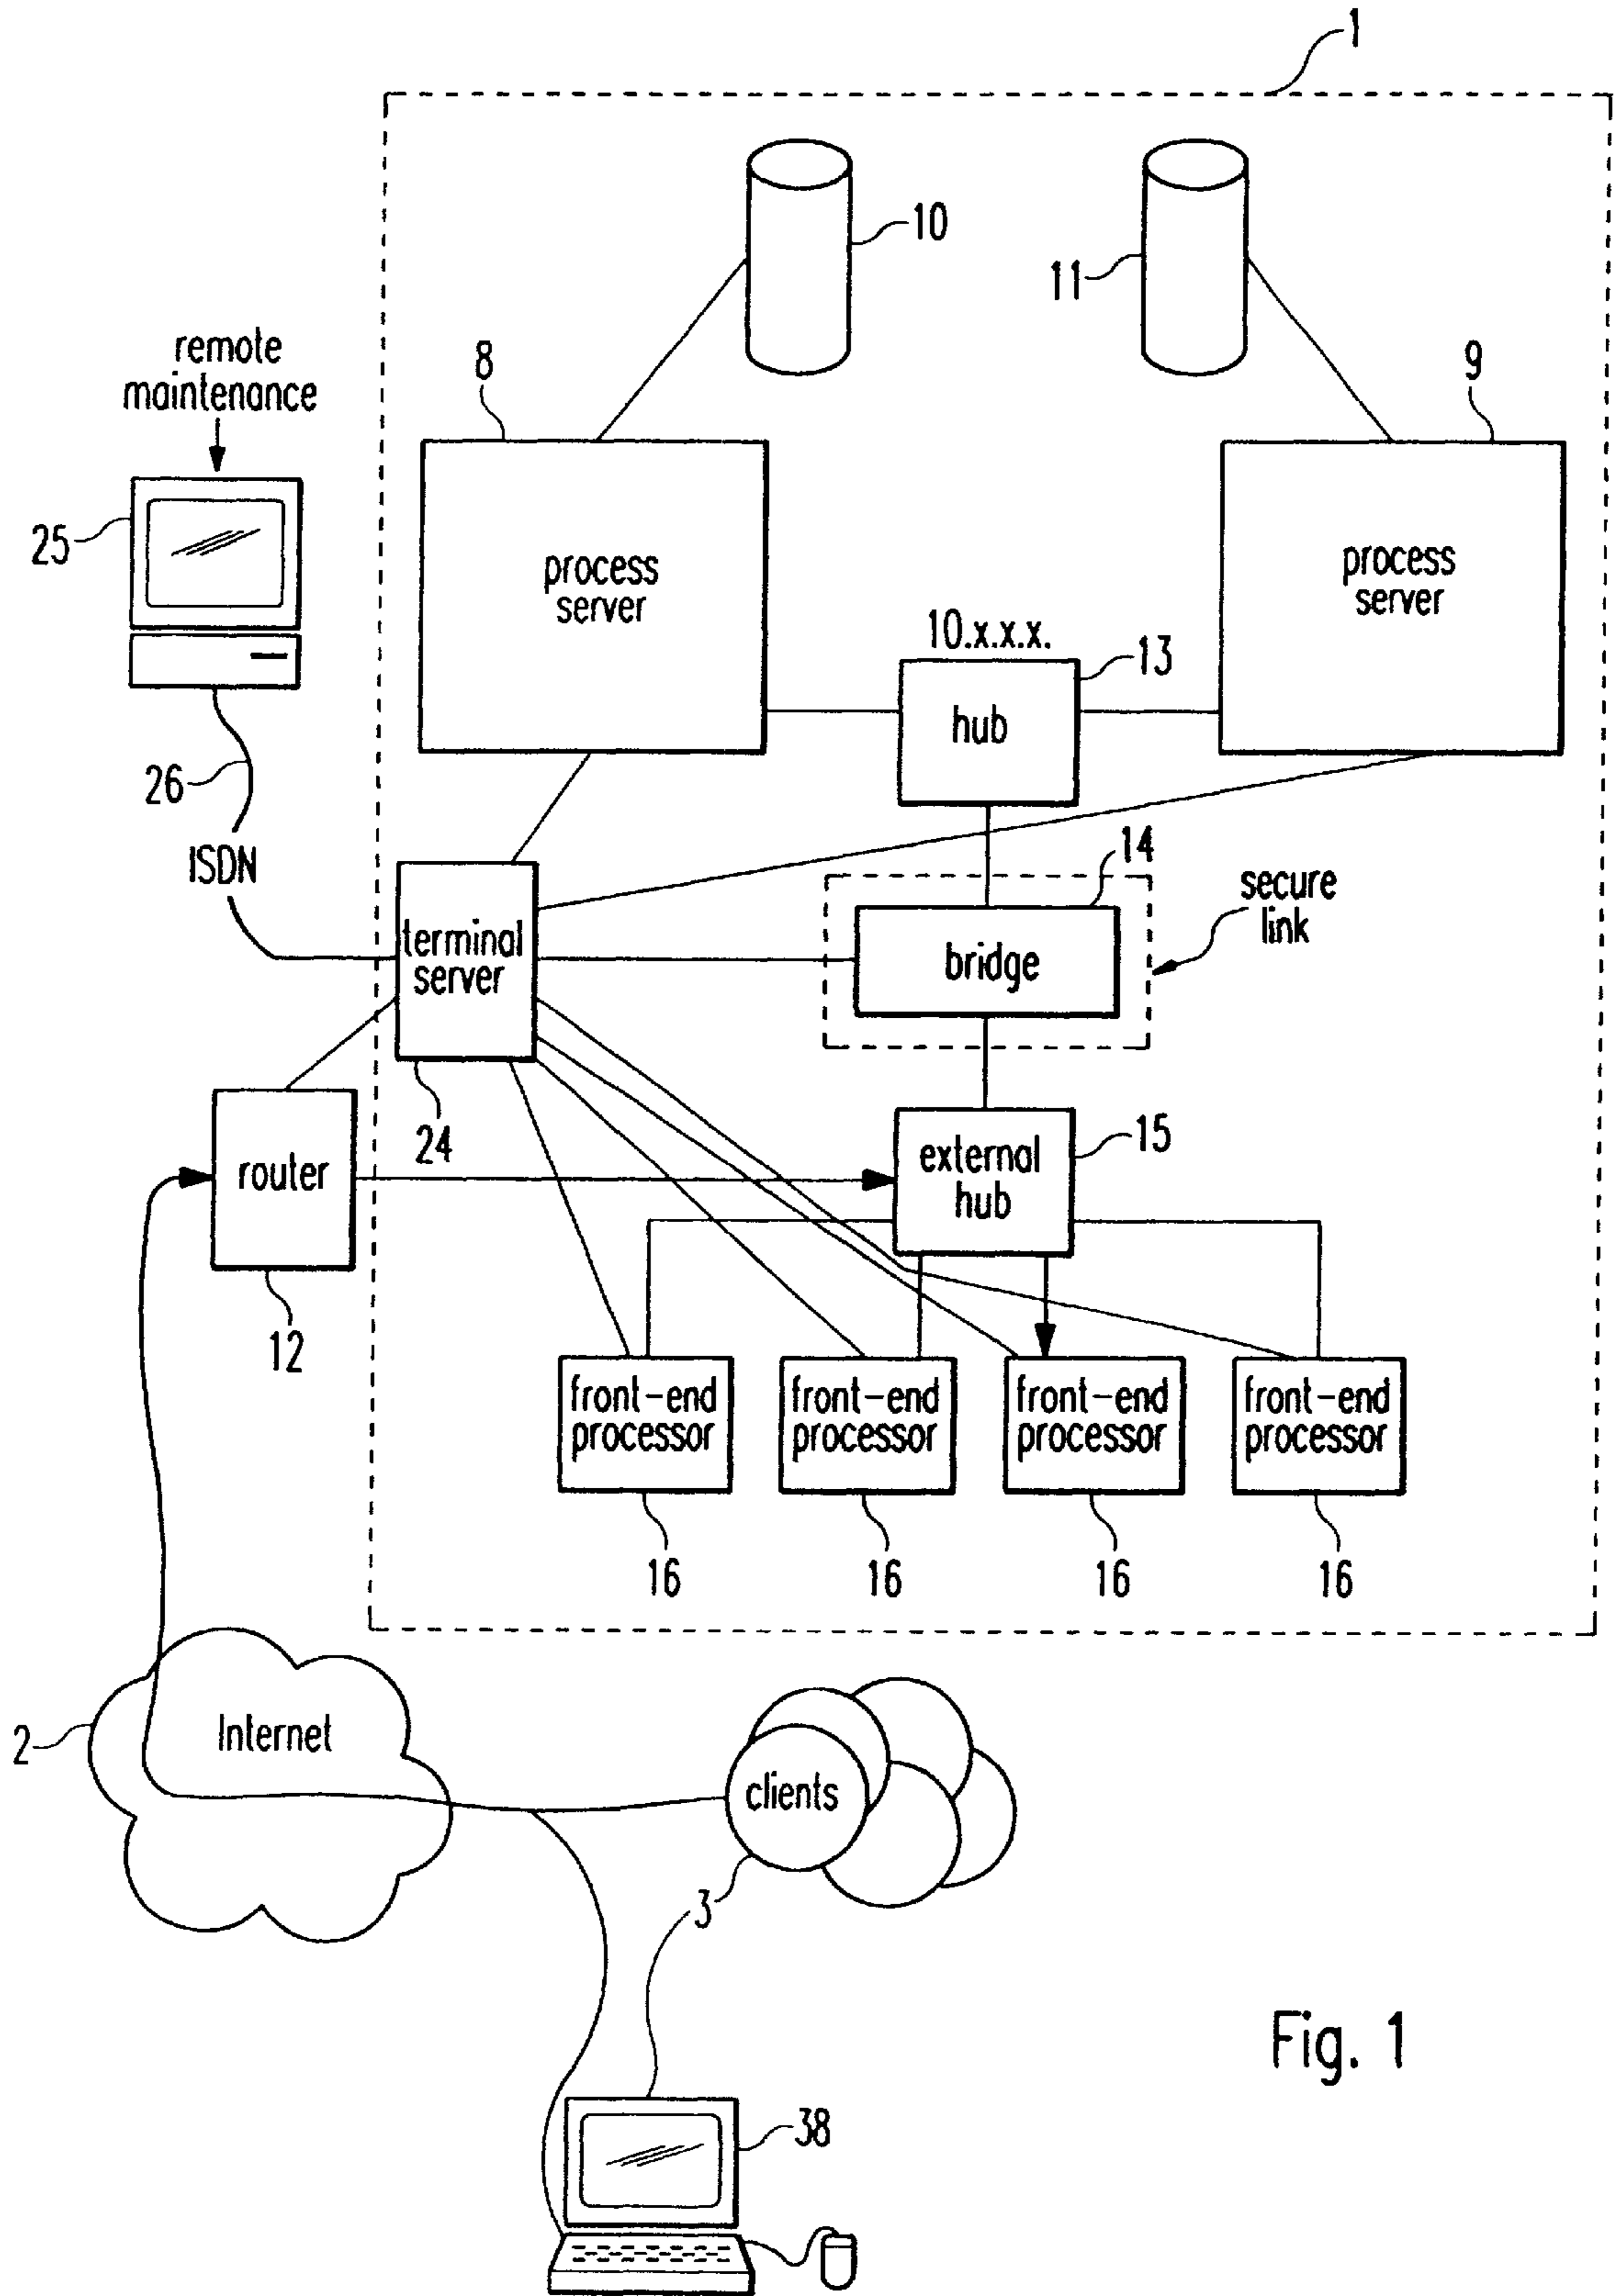 1
10
11
remote
maintenance
8
9
25
process
server
process
server
10.x.x.x.
13
hub
26
ISDN
14
secure
link
terminal
server
bridge
24
15
external
hub
router
12
front-end
processor
front-end
processor
front-end
processor
front-end
processor
16
16
16
16
2
Internet
clients
3
38
Fig. 1